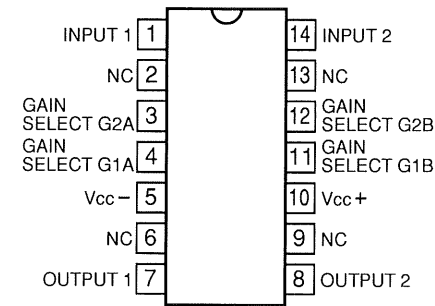 INPUT 1 1 14 INPUT 2
NC 2 13 NC
GAIN SELECT G2A 3 12 GAIN SELECT G2B
GAIN SELECT G1A 4 11 GAIN SELECT G1B
Vcc− 5 10 Vcc+
NC 6 9 NC
OUTPUT 1 7 8 OUTPUT 2